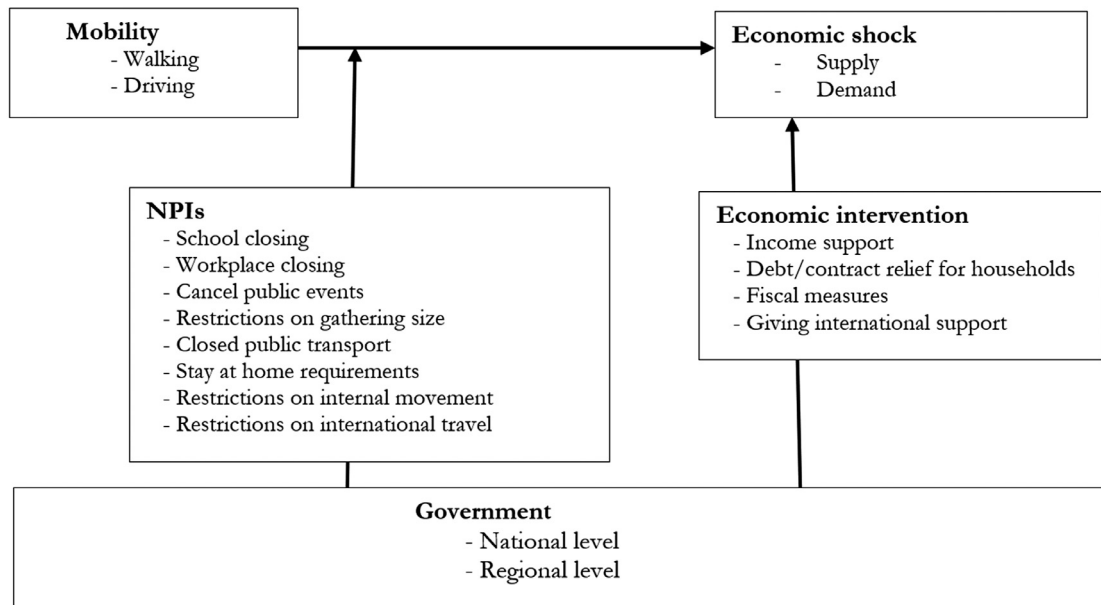 Mobility
- Walking
- Driving
Economic shock
- Supply
- Demand
NPIs
- School closing
- Workplace closing
- Cancel public events
- Restrictions on gathering size
- Closed public transport
- Stay at home requirements
- Restrictions on internal movement
- Restrictions on international travel
Economic intervention
- Income support
- Debt/contract relief for households
- Fiscal measures
- Giving international support
Government
- National level
- Regional level